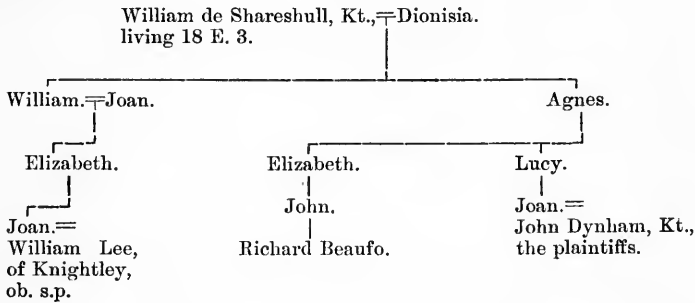 William de Shareshull, Kt.,=Dionisia.
living 18 E. 3.
William.=Joan.
Agnes.
Elizabeth.
Elizabeth.
Lucy.
Joan.=
William Lee,
of Knightley,
ob. s.p.
John.
Richard Beaufo.
Joan.=
John Dynham, Kt.,
the plaintiffs.